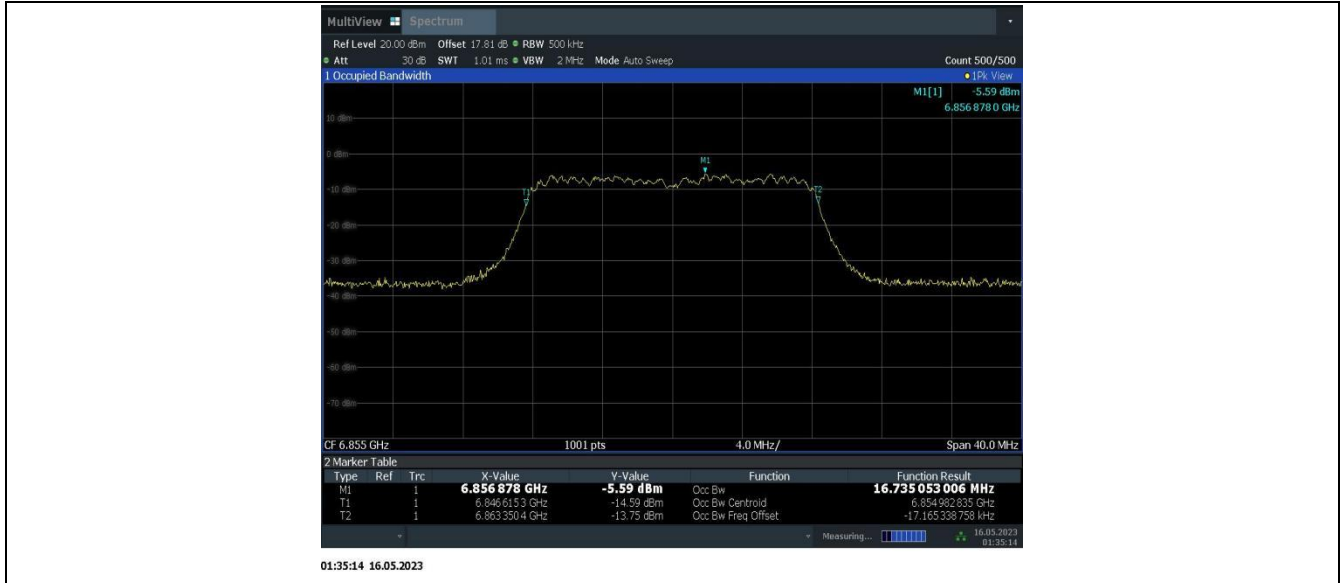 MultiView Spectrum
Ref Level 20.00 dBm Offset 17.81 dB RBW 500 kHz
Att 30 dB SWT 1.01 ms VBW 2 MHz Mode Auto Sweep Count 500/500
1 Occupied Bandwidth 1Pk View
M1[1] -5.59 dBm
6.856 878 0 GHz
10 dBm
0 dBm
M1
-10 dBm
T1 T2
-20 dBm
-30 dBm
-40 dBm
-50 dBm
-60 dBm
-70 dBm
CF 6.855 GHz 1001 pts 4.0 MHz/ Span 40.0 MHz
2 Marker Table
Type Ref Trc X-Value Y-Value Function Function Result
M1 1 6.856 878 GHz -5.59 dBm Occ Bw 16.735 053 006 MHz
T1 1 6.846 615 3 GHz -14.59 dBm Occ Bw Centroid 6.854 982 835 GHz
T2 1 6.863 350 4 GHz -13.75 dBm Occ Bw Freq Offset -17.165 338 758 kHz
Measuring... 16.05.2023
01:35:14
01:35:14 16.05.2023